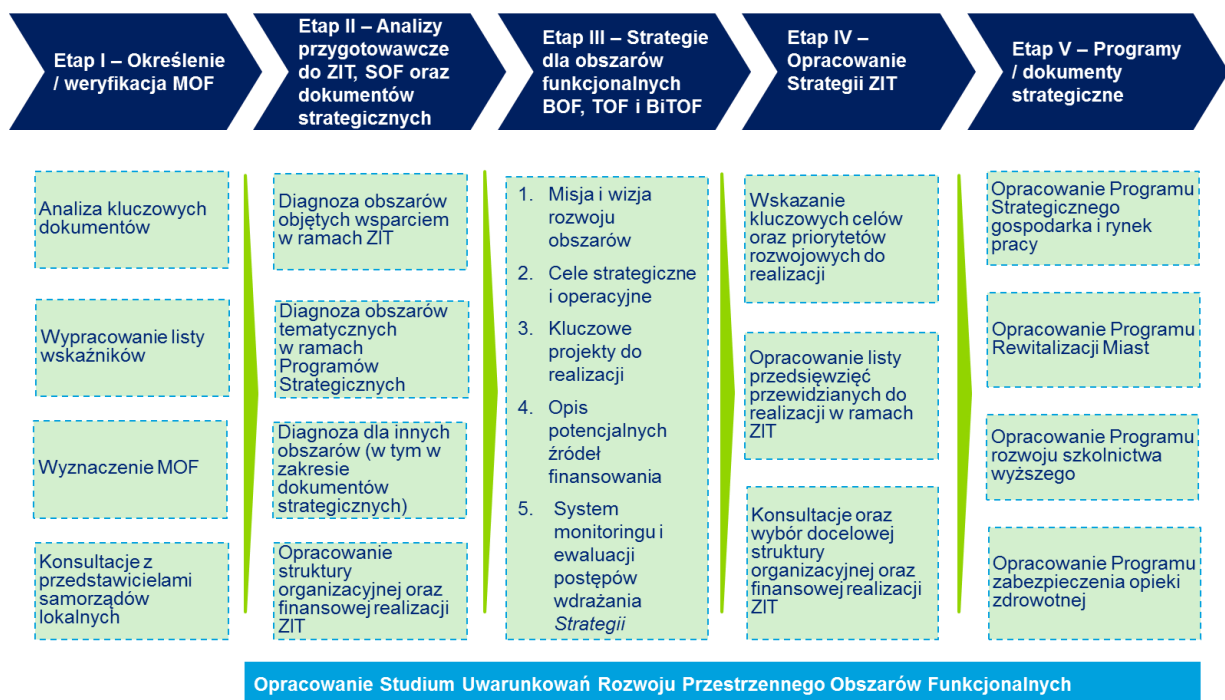 Etap I – Określenie
/ weryfikacja MOF
Etap II – Analizy
przygotowawcze
do ZIT, SOF oraz
dokumentów
strategicznych
Etap III – Strategie
dla obszarów
funkcjonalnych
BOF, TOF i BiTOF
Etap IV –
Opracowanie
Strategii ZIT
Etap V – Programy
/ dokumenty
strategiczne
Analiza kluczowych
dokumentów
Wypracowanie listy
wskaźników
Wyznaczenie MOF
Konsultacje z
przedstawicielami
samorządów
lokalnych
Diagnoza obszarów
objętych wsparciem
w ramach ZIT
Diagnoza obszarów
tematycznych
w ramach
Programów
Strategicznych
Diagnoza dla innych
obszarów (w tym w
zakresie
dokumentów
strategicznych)
Opracowanie
struktury
organizacyjnej oraz
finansowej realizacji
ZIT
1. Misja i wizja
rozwoju
obszarów
2. Cele strategiczne
i operacyjne
3. Kluczowe
projekty do
realizacji
4. Opis
potencjalnych
źródeł
finansowania
5. System
monitoringu i
ewaluacji
postępów
wdrażania
Strategii
Wskazanie
kluczowych celów
oraz priorytetów
rozwojowych do
realizacji
Opracowanie listy
przedsięwzięć
przewidzianych do
realizacji w ramach
ZIT
Konsultacje oraz
wybór docelowej
struktury
organizacyjnej oraz
finansowej realizacji
ZIT
Opracowanie Programu
Strategicznego
gospodarka i rynek
pracy
Opracowanie Programu
Rewitalizacji Miast
Opracowanie Programu
rozwoju szkolnictwa
wyższego
Opracowanie Programu
zabezpieczenia opieki
zdrowotnej
Opracowanie Studium Uwarunkowań Rozwoju Przestrzennego Obszarów Funkcjonalnych